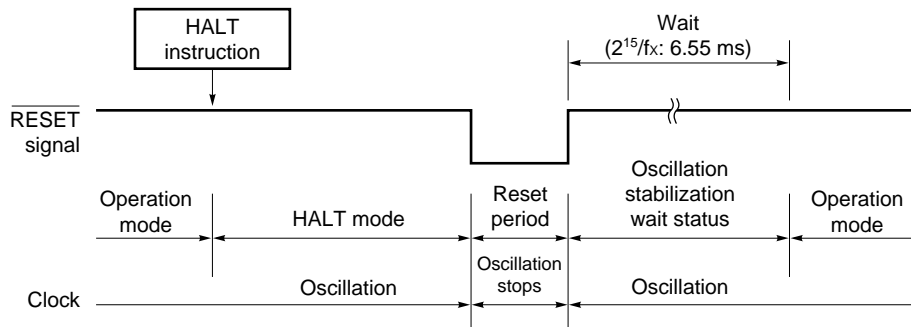 HALT
instruction
Wait
(2¹⁵/fX: 6.55 ms)
RESET
signal
Operation
mode
HALT mode
Reset
period
Oscillation
stabilization
wait status
Operation
mode
Clock
Oscillation
Oscillation
stops
Oscillation